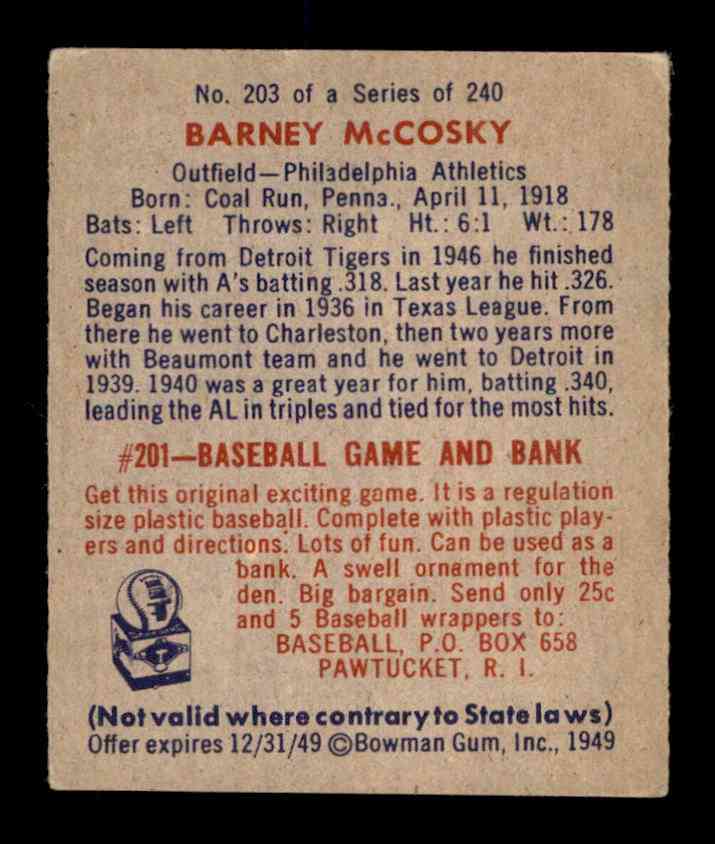 No. 203 of a Series of 240
BARNEY McCOSKY
Outfield—Philadelphia Athletics
Born: Coal Run, Penna., April 11, 1918
Bats: Left Throws: Right Ht.: 6:1 Wt.: 178
Coming from Detroit Tigers in 1946 he finished
season with A's batting .318. Last year he hit .326.
Began his career in 1936 in Texas League. From
there he went to Charleston, then two years more
with Beaumont team and he went to Detroit in
1939. 1940 was a great year for him, batting .340,
leading the AL in triples and tied for the most hits.
#201—BASEBALL GAME AND BANK
Get this original exciting game. It is a regulation
size plastic baseball. Complete with plastic play-
ers and directions. Lots of fun. Can be used as a
bank. A swell ornament for the
den. Big bargain. Send only 25c
and 5 Baseball wrappers to:
BASEBALL, P.O. BOX 658
PAWTUCKET, R. I.
(Not valid where contrary to State laws)
Offer expires 12/31/49 ©Bowman Gum, Inc., 1949